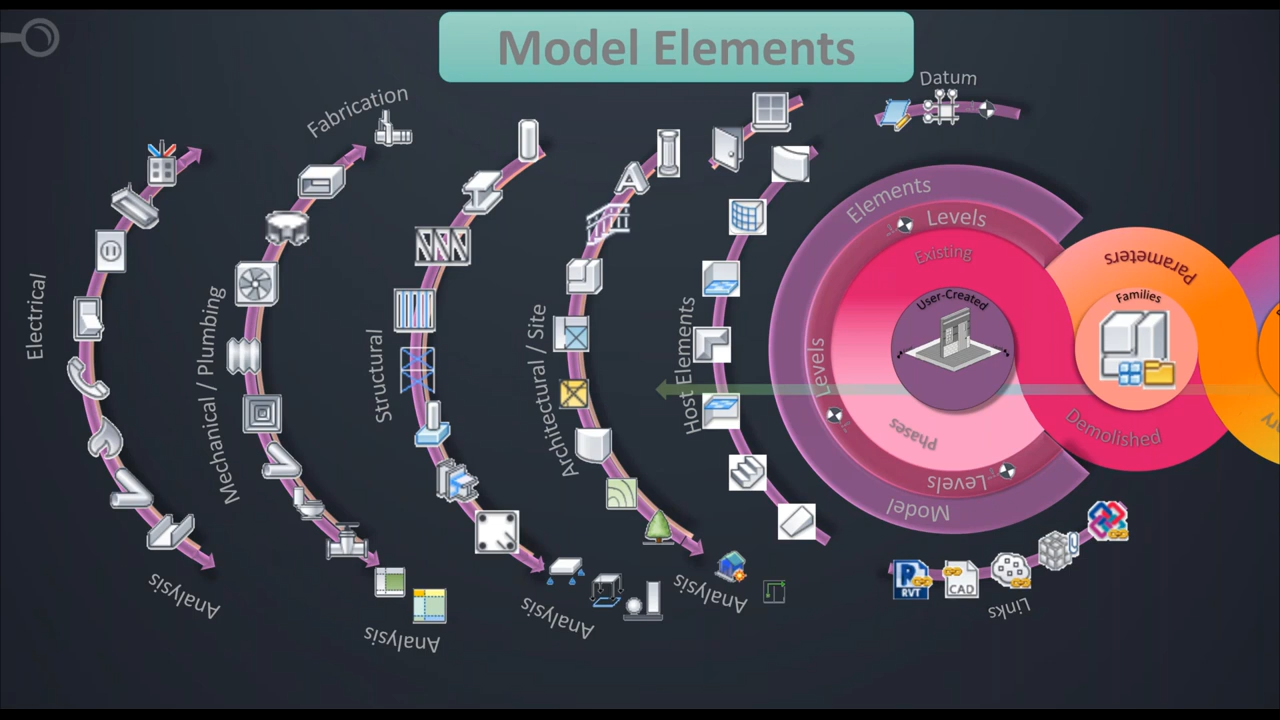 Model Elements
Datum
Fabrication
Elements
Levels
Existing
Parameters
User-Created
Families
Electrical
Mechanical / Plumbing
Structural
Architectural / Site
Host Elements
Levels
Phases
Demolished
Levels
Model
RVT
CAD
Links
Analysis
Analysis
Analysis
Analysis